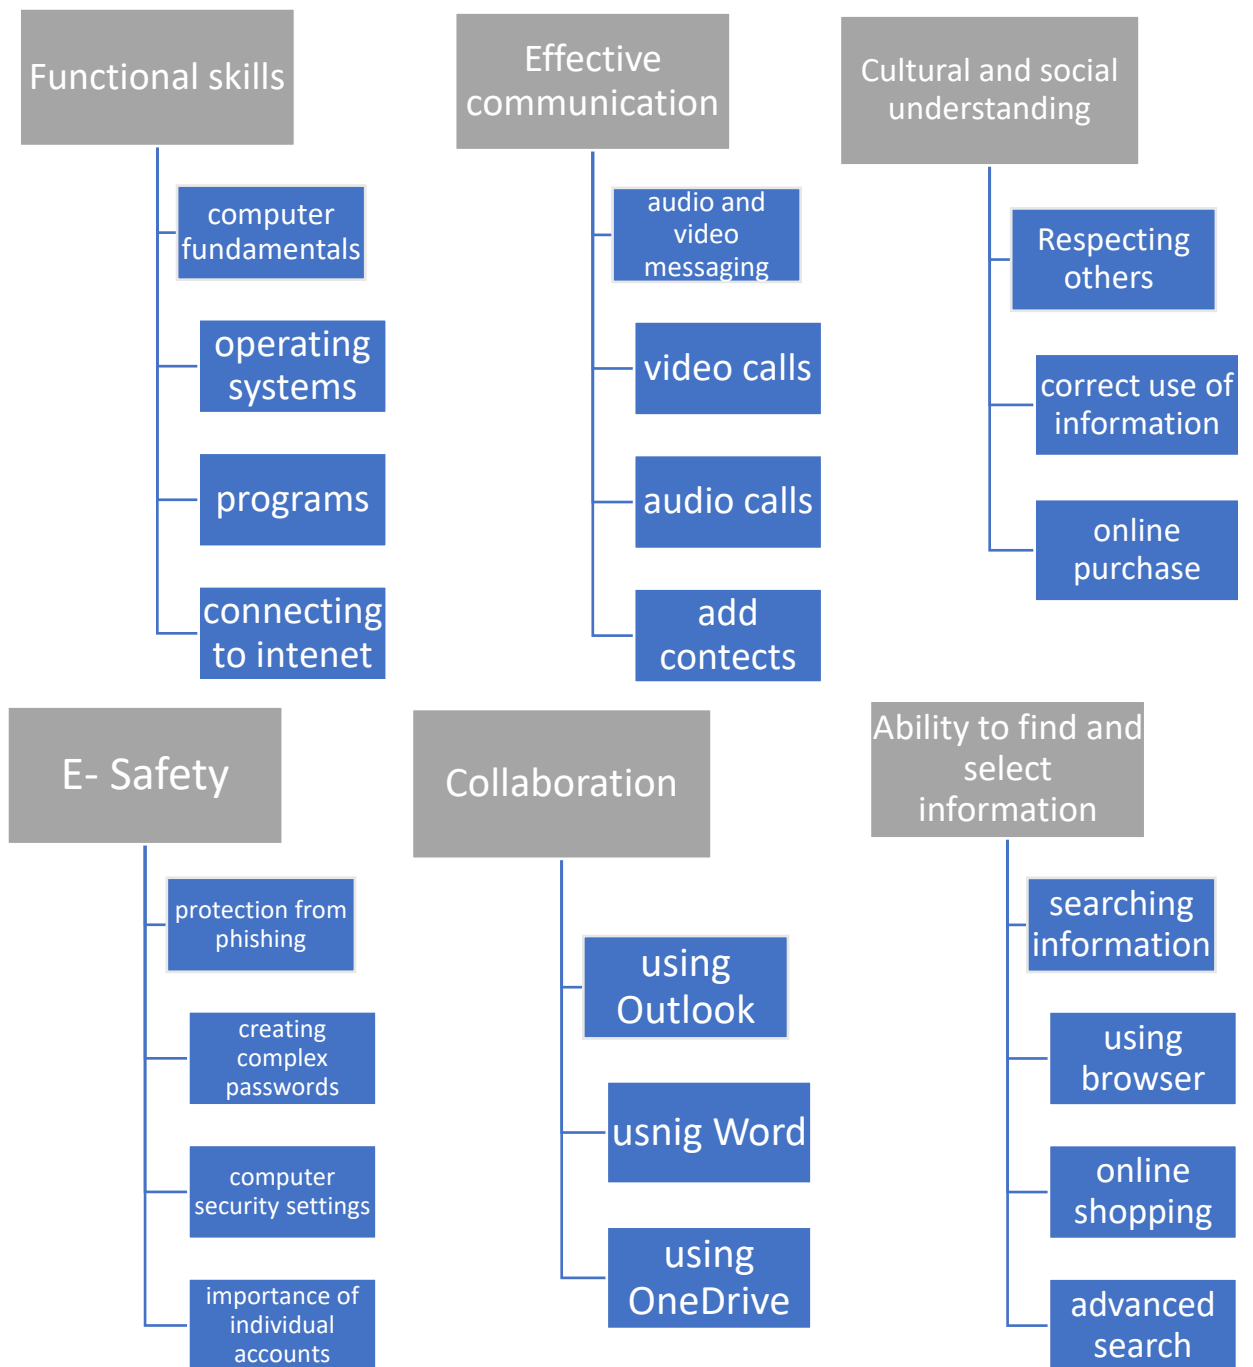 Functional skills
computer
fundamentals
operating
systems
programs
connecting
to intenet
Effective
communication
audio and
video
messaging
video calls
audio calls
add
contects
Cultural and social
understanding
Respecting
others
correct use of
information
online
purchase
E- Safety
protection from
phishing
creating
complex
passwords
computer
security settings
importance of
individual
accounts
Collaboration
using
Outlook
usnig Word
using
OneDrive
Ability to find and
select
information
searching
information
using
browser
online
shopping
advanced
search